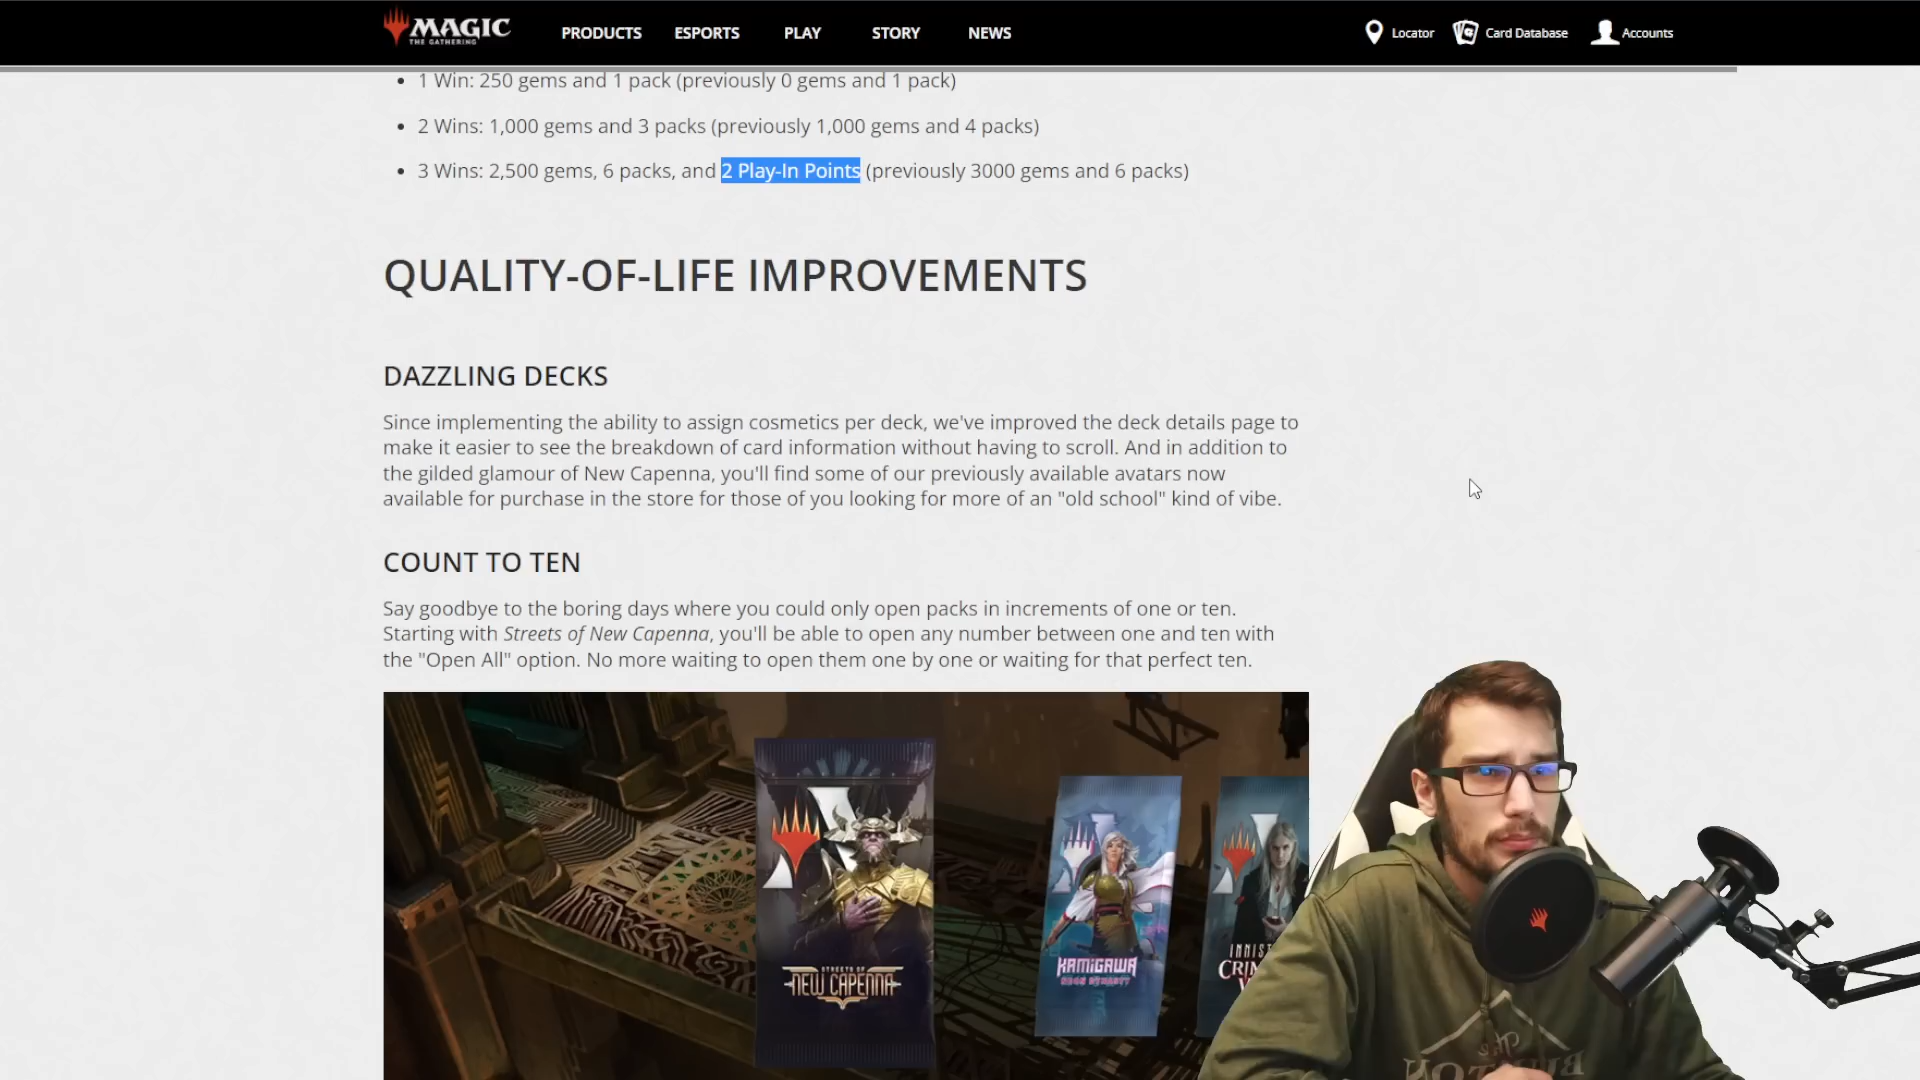 MAGIC
THE GATHERING
PRODUCTS ESPORTS PLAY STORY NEWS
Locator Card Database Accounts
• 1 Win: 250 gems and 1 pack (previously 0 gems and 1 pack)
• 2 Wins: 1,000 gems and 3 packs (previously 1,000 gems and 4 packs)
• 3 Wins: 2,500 gems, 6 packs, and 2 Play-In Points (previously 3000 gems and 6 packs)
QUALITY-OF-LIFE IMPROVEMENTS
DAZZLING DECKS
Since implementing the ability to assign cosmetics per deck, we've improved the deck details page to
make it easier to see the breakdown of card information without having to scroll. And in addition to
the gilded glamour of New Capenna, you'll find some of our previously available avatars now
available for purchase in the store for those of you looking for more of an "old school" kind of vibe.
COUNT TO TEN
Say goodbye to the boring days where you could only open packs in increments of one or ten.
Starting with Streets of New Capenna, you'll be able to open any number between one and ten with
the "Open All" option. No more waiting to open them one by one or waiting for that perfect ten.
STREETS OF
NEW CAPENNA
KAMIGAWA
NEON DYNASTY
INNIST
CRIM
V
The